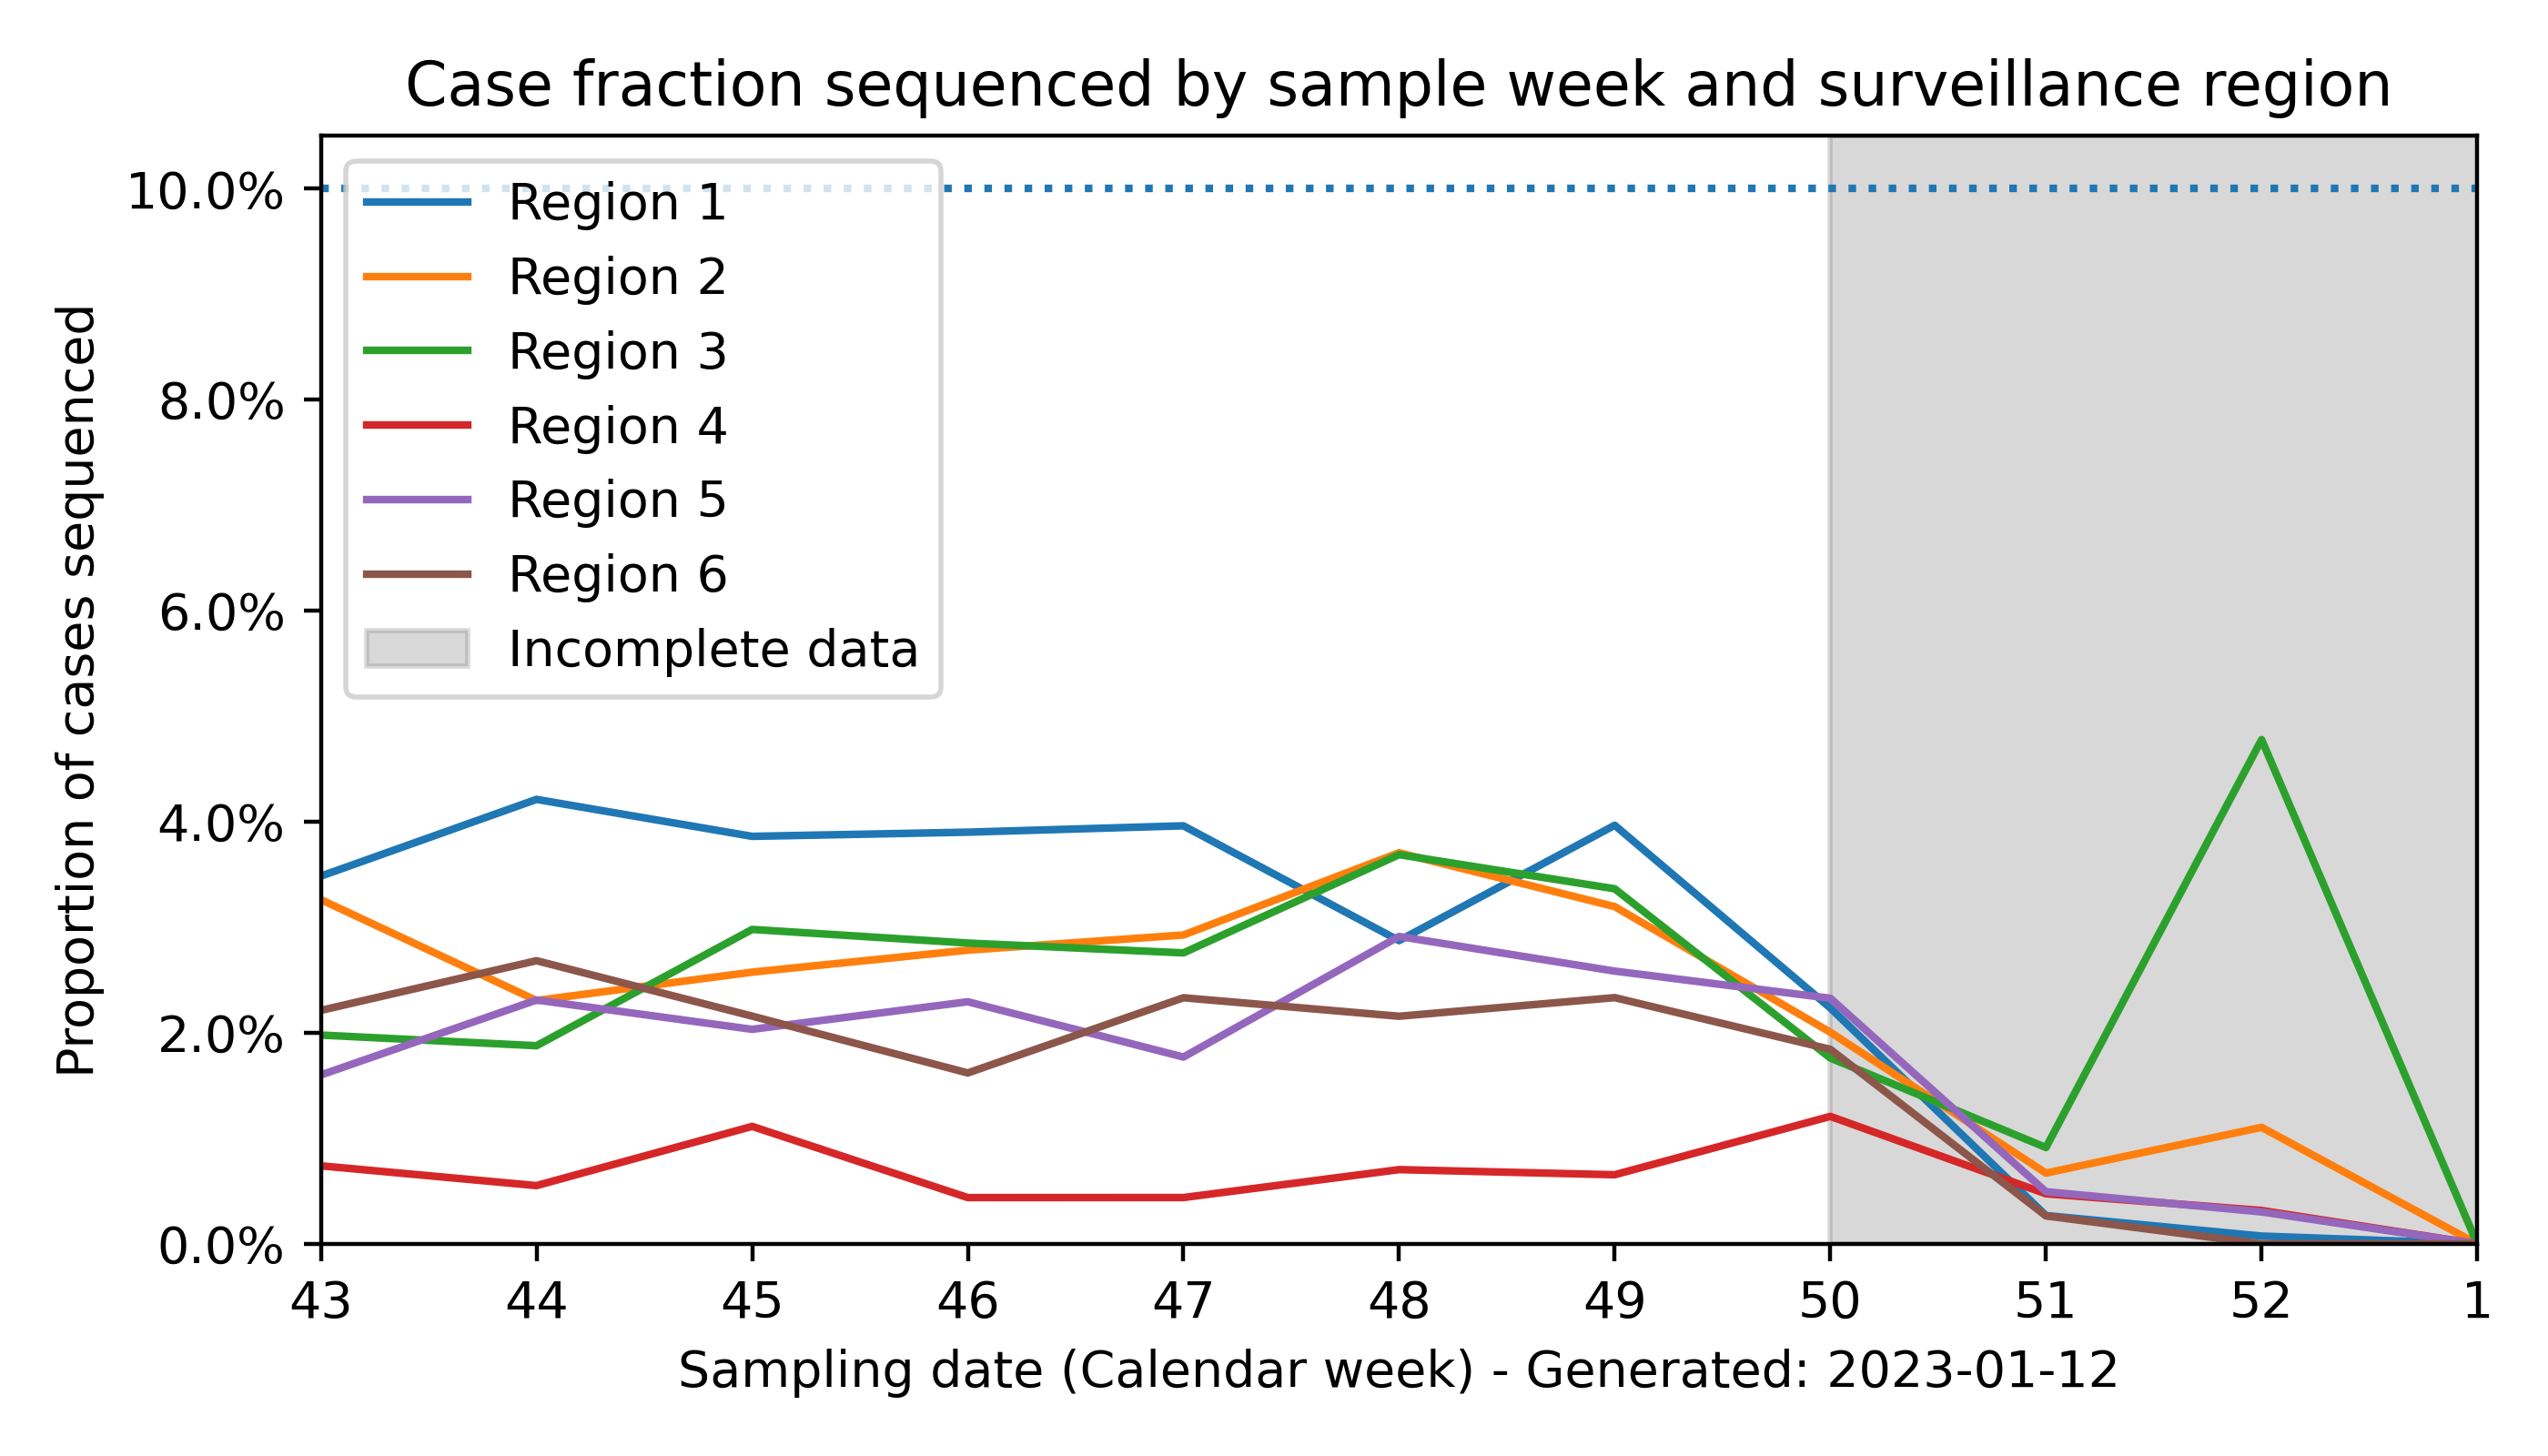 Case fraction sequenced by sample week and surveillance region
Proportion of cases sequenced
10.0%
8.0%
6.0%
4.0%
2.0%
0.0%
Region 1
Region 2
Region 3
Region 4
Region 5
Region 6
Incomplete data
43 44 45 46 47 48 49 50 51 52 1
Sampling date (Calendar week) - Generated: 2023-01-12